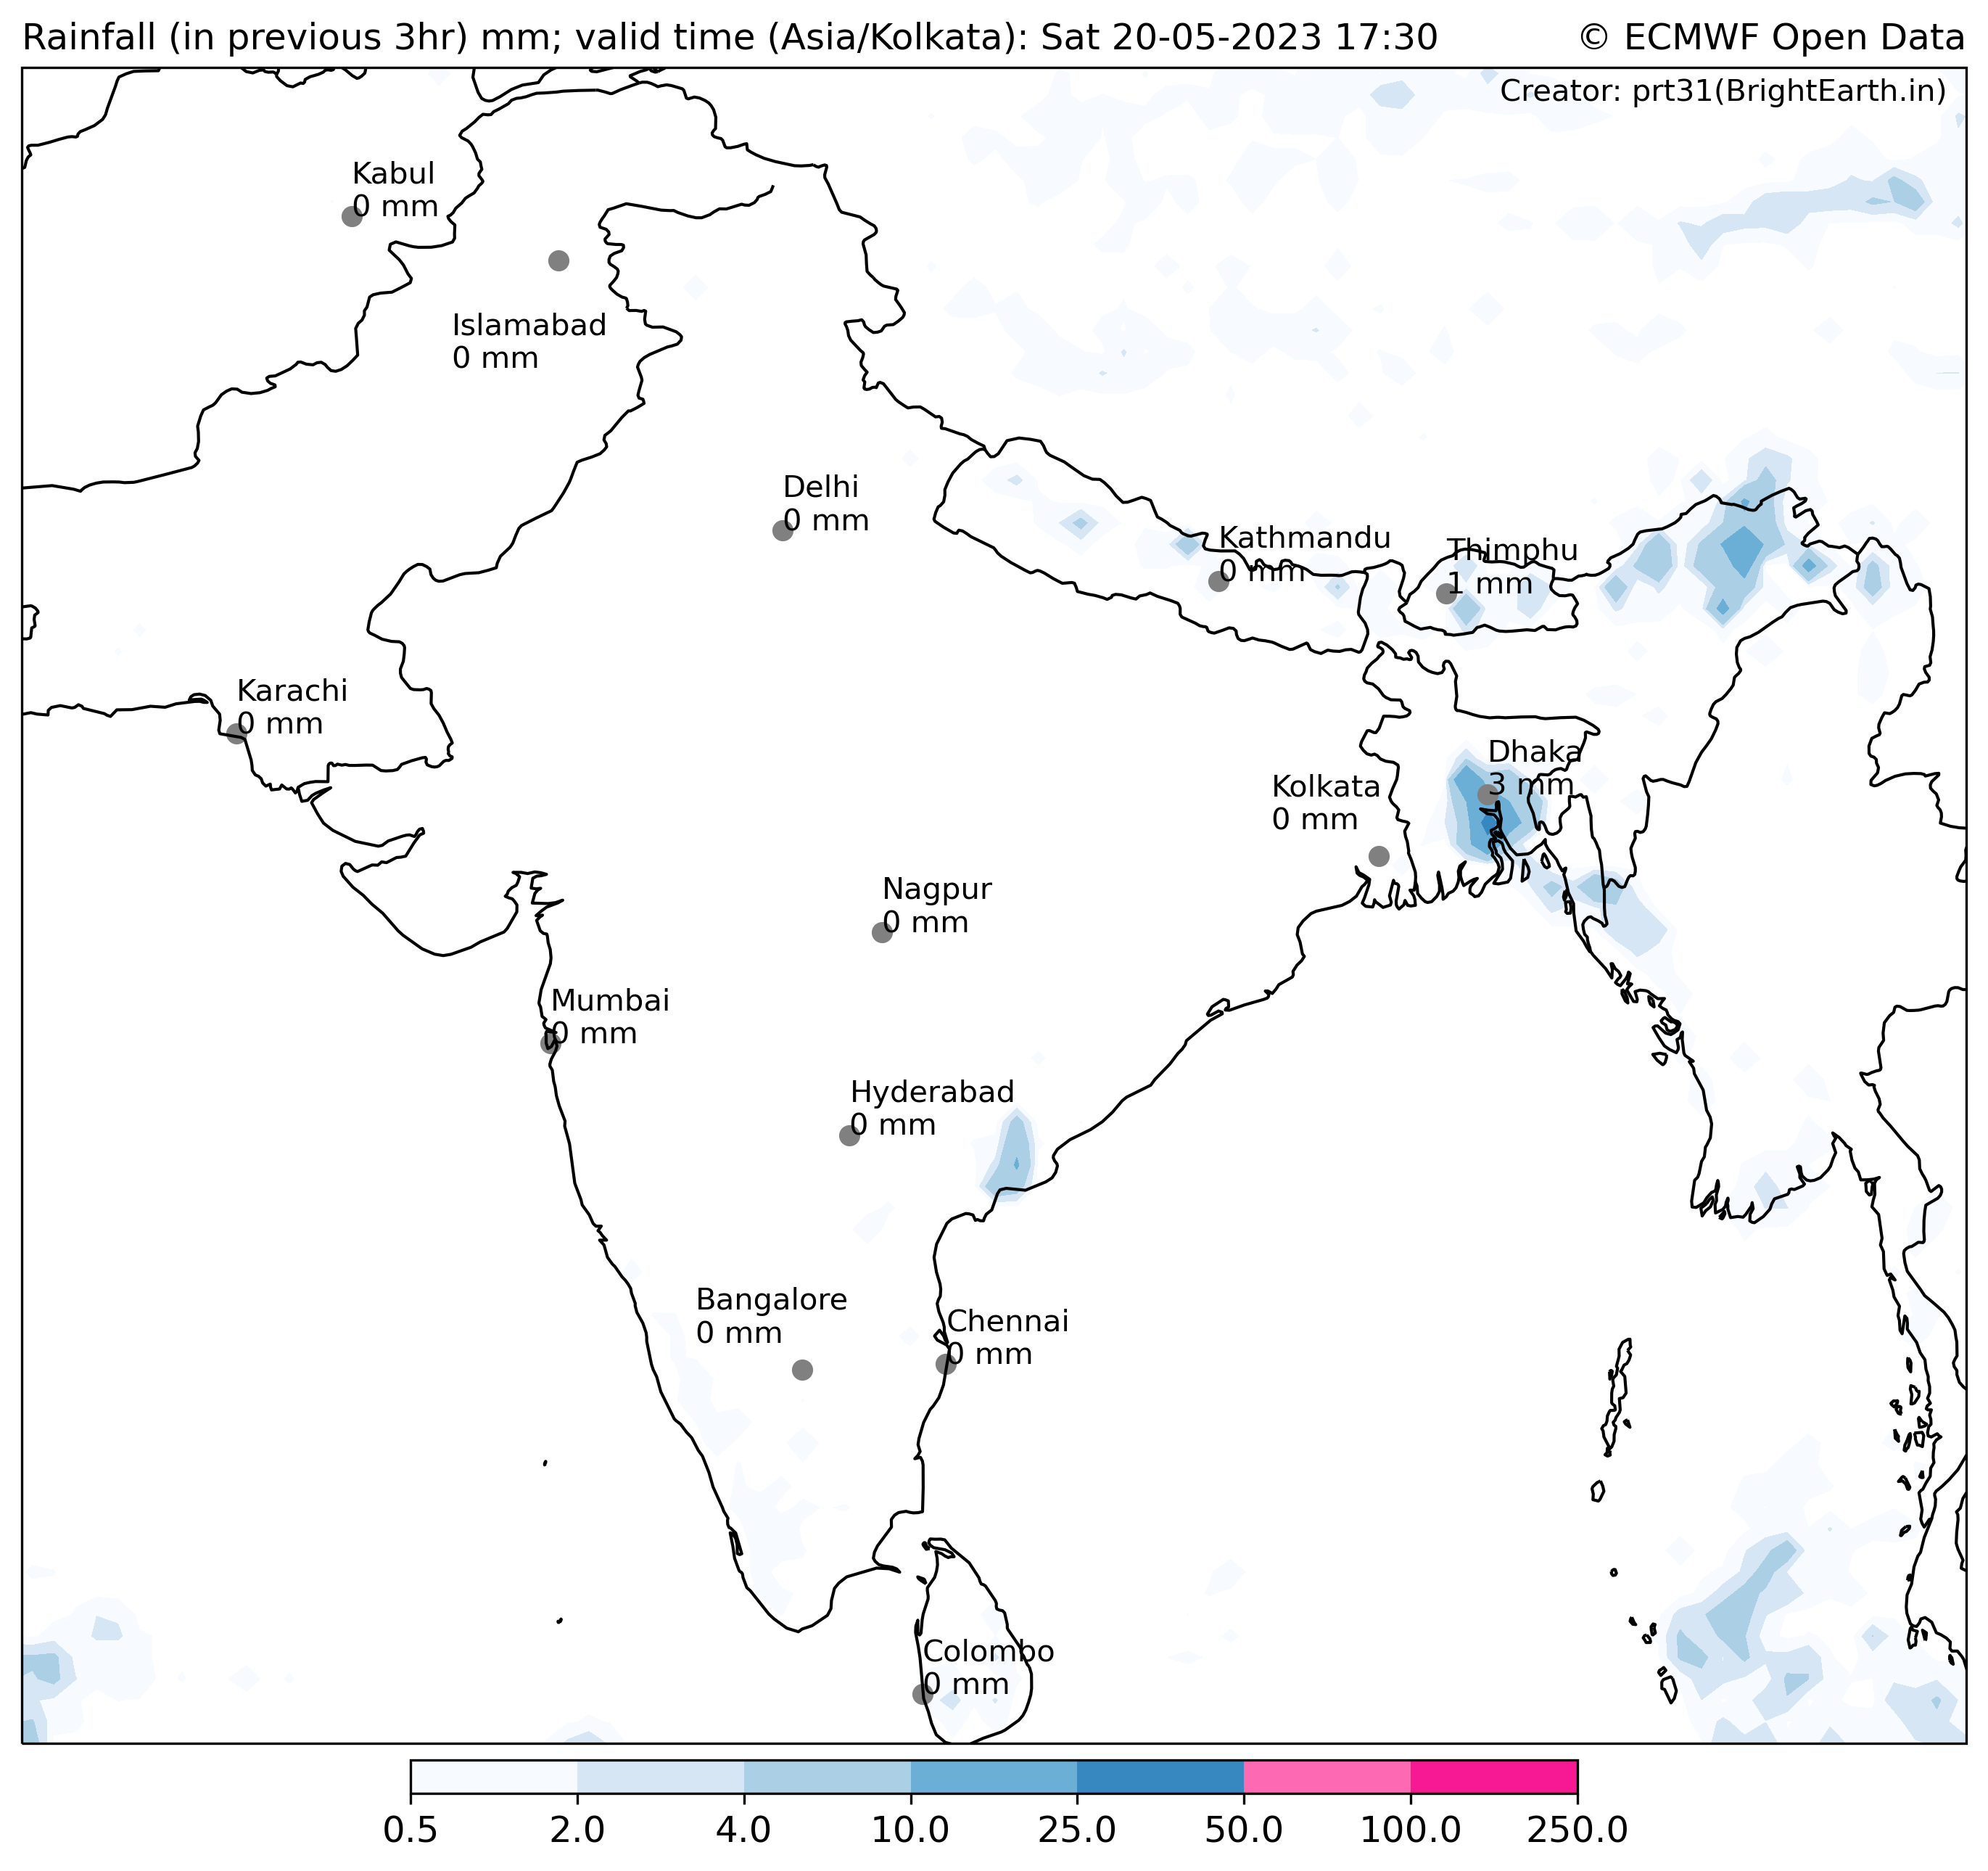 Rainfall (in previous 3hr) mm; valid time (Asia/Kolkata): Sat 20-05-2023 17:30
© ECMWF Open Data
Creator: prt31(BrightEarth.in)
Kabul
0 mm
Islamabad
0 mm
Delhi
0 mm
Kathmandu
0 mm
Thimphu
1 mm
Karachi
0 mm
Dhaka
3 mm
Kolkata
0 mm
Nagpur
0 mm
Mumbai
0 mm
Hyderabad
0 mm
Bangalore
0 mm
Chennai
0 mm
Colombo
0 mm
0.5 2.0 4.0 10.0 25.0 50.0 100.0 250.0